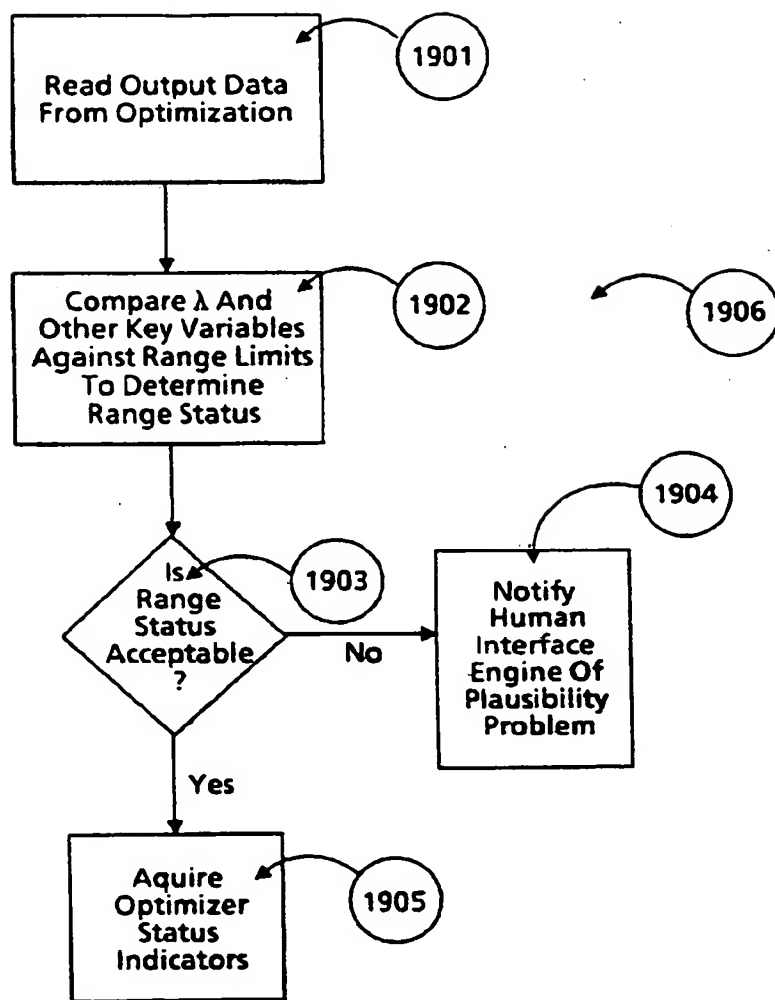 1901
Read Output Data
From Optimization
Compare λ And
Other Key Variables
Against Range Limits
To Determine
Range Status
1902
1906
1904
Is
Range
Status
Acceptable
?
1903
No
Notify
Human
Interface
Engine Of
Plausibility
Problem
Yes
Aquire
Optimizer
Status
Indicators
1905